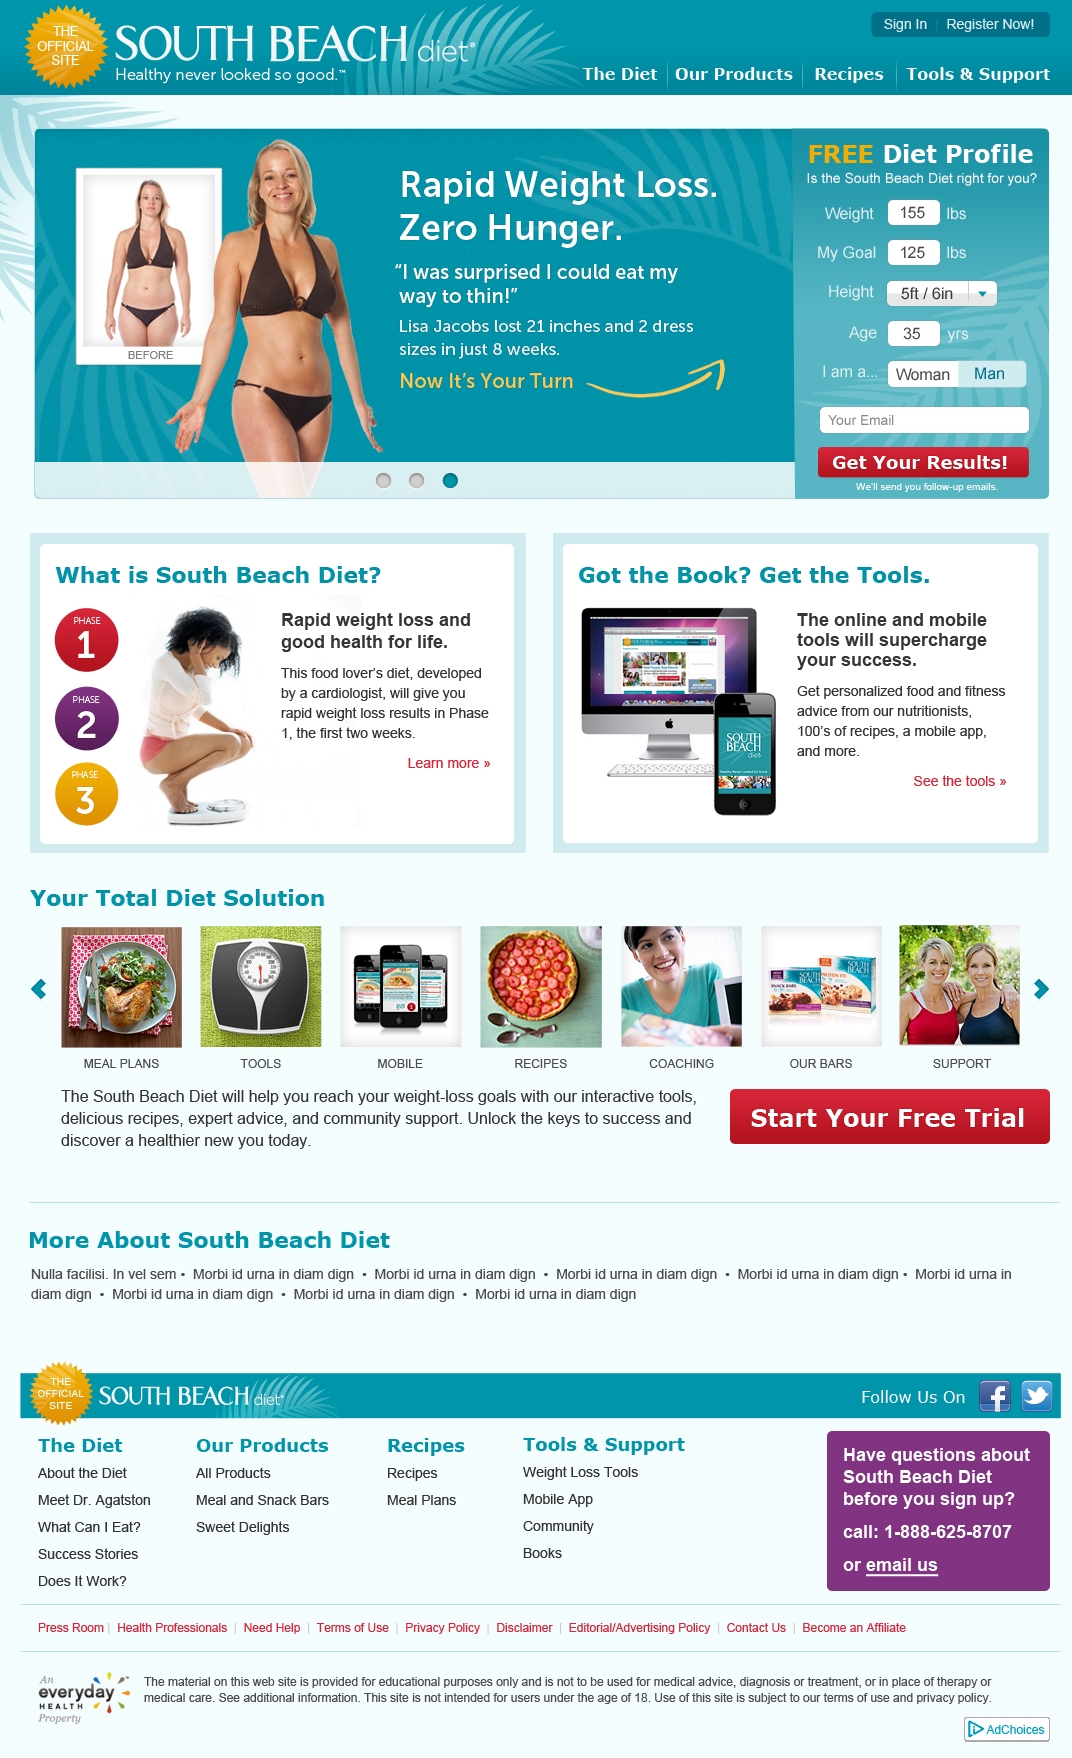 THE
OFFICIAL
SITE
SOUTH BEACH diet®
Healthy never looked so good.™
Sign In | Register Now!
The Diet
Our Products
Recipes
Tools & Support
BEFORE
Rapid Weight Loss.
Zero Hunger.
“I was surprised I could eat my
way to thin!”
Lisa Jacobs lost 21 inches and 2 dress
sizes in just 8 weeks.
Now It’s Your Turn
FREE Diet Profile
Is the South Beach Diet right for you?
Weight 155 lbs
My Goal 125 lbs
Height 5ft / 6in
Age 35 yrs
I am a... Woman Man
Your Email
Get Your Results!
We'll send you follow-up emails.
What is South Beach Diet?
PHASE
1
PHASE
2
PHASE
3
Rapid weight loss and
good health for life.
This food lover’s diet, developed
by a cardiologist, will give you
rapid weight loss results in Phase
1, the first two weeks.
Learn more »
Got the Book? Get the Tools.
SOUTH
BEACH
diet
Healthy Never Looked So Good
The online and mobile
tools will supercharge
your success.
Get personalized food and fitness
advice from our nutritionists,
100’s of recipes, a mobile app,
and more.
See the tools »
Your Total Diet Solution
SOUTH
BEACH
SNACK BARS
SOUTH
BEACH
PROTEIN FIT
MEAL PLANS
TOOLS
MOBILE
RECIPES
COACHING
OUR BARS
SUPPORT
The South Beach Diet will help you reach your weight-loss goals with our interactive tools,
delicious recipes, expert advice, and community support. Unlock the keys to success and
discover a healthier new you today.
Start Your Free Trial
More About South Beach Diet
Nulla facilisi. In vel sem • Morbi id urna in diam dign • Morbi id urna in diam dign • Morbi id urna in diam dign • Morbi id urna in diam dign • Morbi id urna in
diam dign • Morbi id urna in diam dign • Morbi id urna in diam dign • Morbi id urna in diam dign
THE
OFFICIAL
SITE
SOUTH BEACH diet®
Follow Us On
The Diet
About the Diet
Meet Dr. Agatston
What Can I Eat?
Success Stories
Does It Work?
Our Products
All Products
Meal and Snack Bars
Sweet Delights
Recipes
Recipes
Meal Plans
Tools & Support
Weight Loss Tools
Mobile App
Community
Books
Have questions about
South Beach Diet
before you sign up?
call: 1-888-625-8707
or email us
Press Room | Health Professionals | Need Help | Terms of Use | Privacy Policy | Disclaimer | Editorial/Advertising Policy | Contact Us | Become an Affiliate
An
everyday
HEALTH
Property
The material on this web site is provided for educational purposes only and is not to be used for medical advice, diagnosis or treatment, or in place of therapy or
medical care. See additional information. This site is not intended for users under the age of 18. Use of this site is subject to our terms of use and privacy policy.
AdChoices